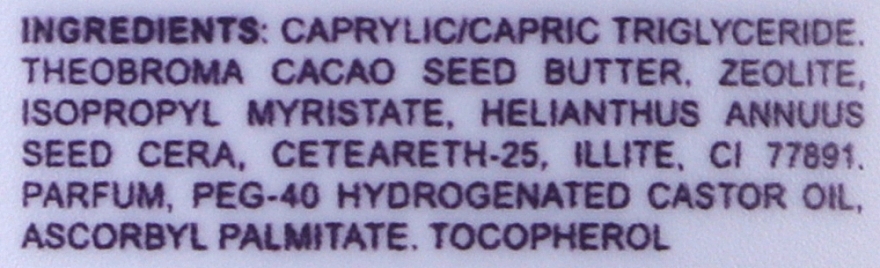 INGREDIENTS: CAPRYLIC/CAPRIC TRIGLYCERIDE,
THEOBROMA CACAO SEED BUTTER, ZEOLITE,
ISOPROPYL MYRISTATE, HELIANTHUS ANNUUS
SEED CERA, CETEARETH-25, ILLITE, CI 77891,
PARFUM, PEG-40 HYDROGENATED CASTOR OIL,
ASCORBYL PALMITATE, TOCOPHEROL